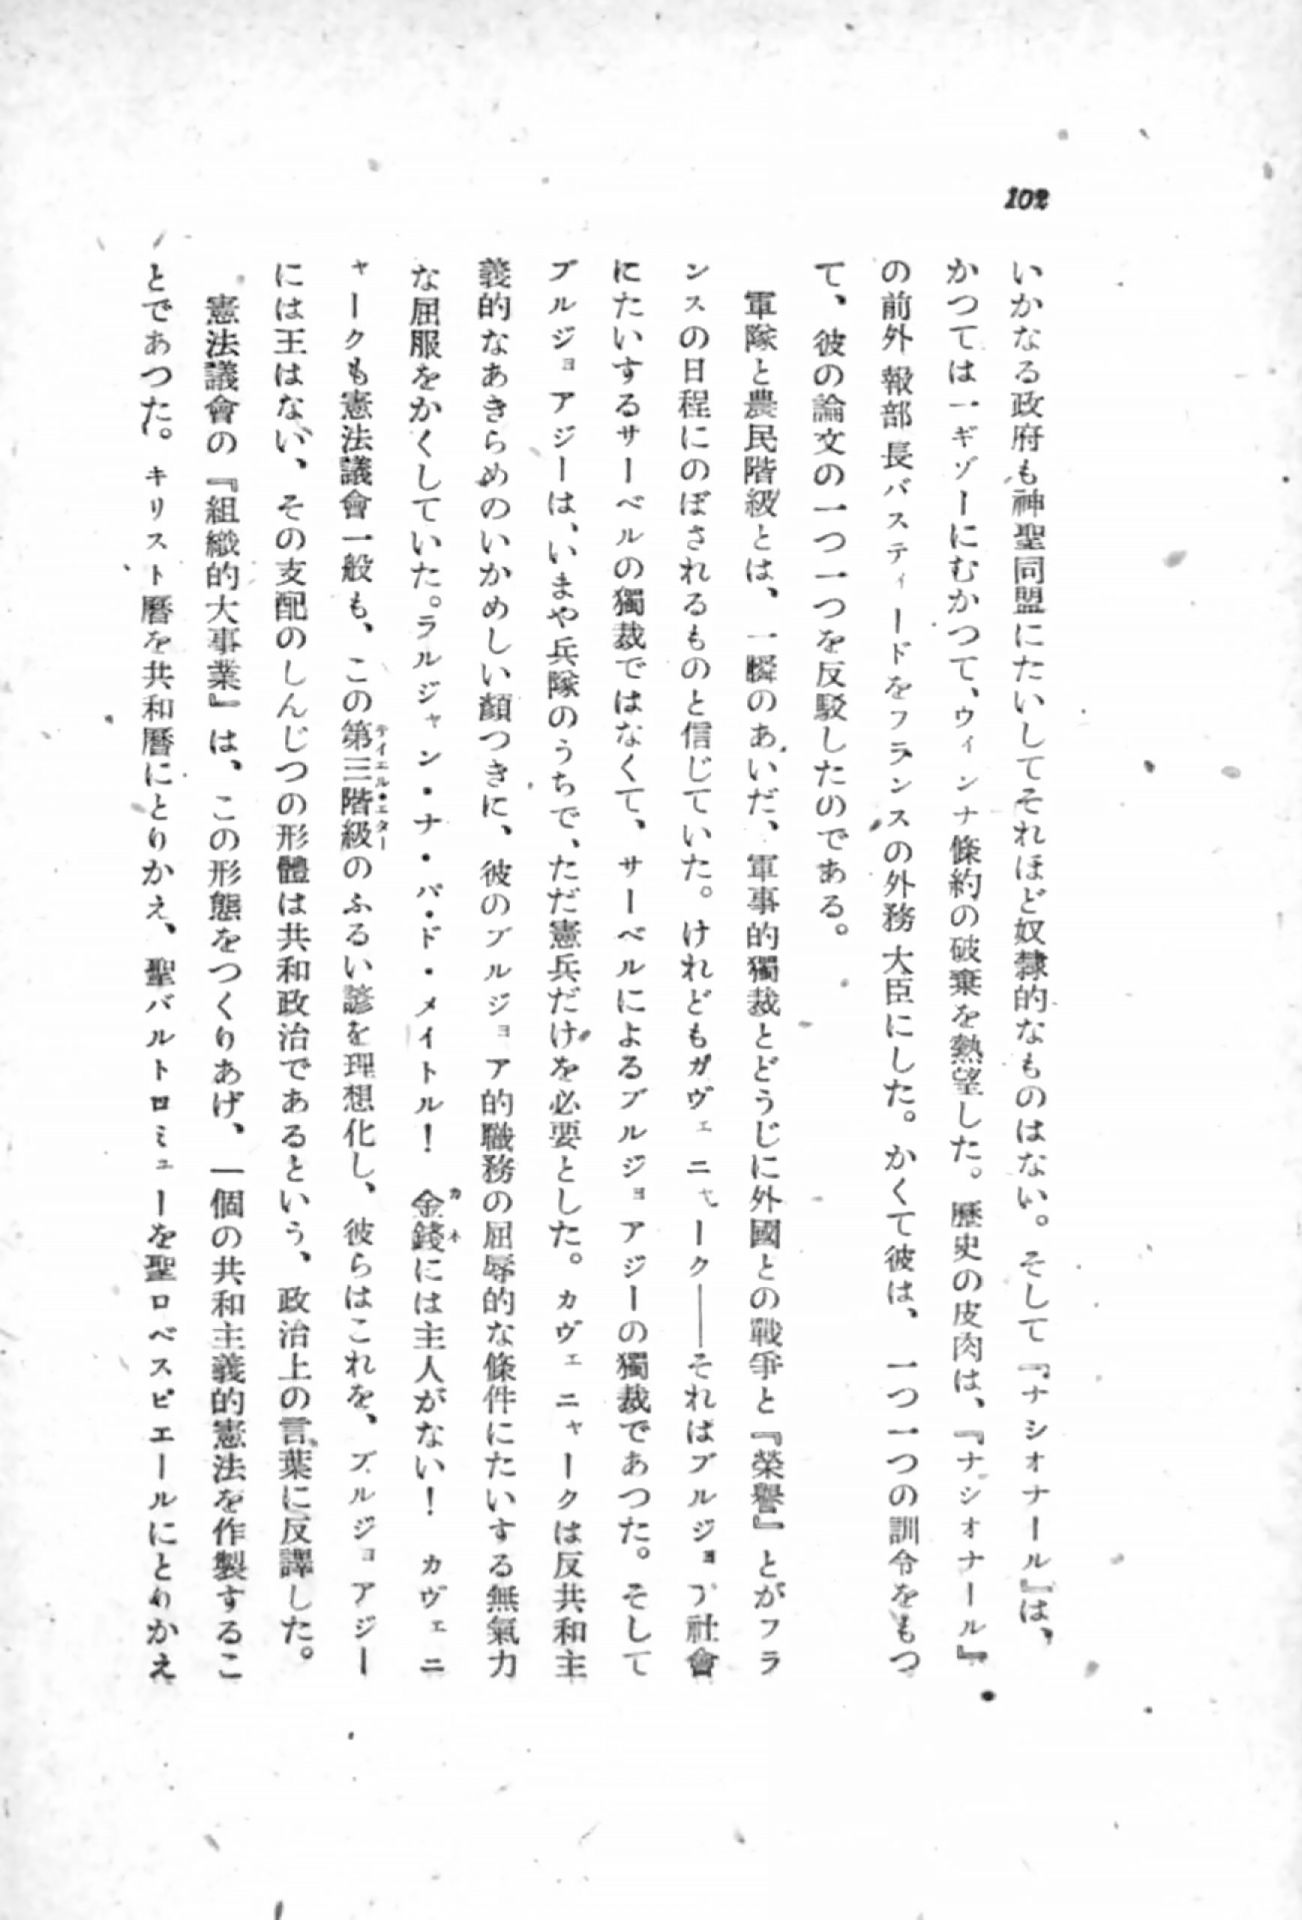 102
いかなる政府も神聖同盟にたいしてそれほど奴隷的なものはない。そして『ナシオナール』は、
かつては一ギゾーにむかつて、ウィンナ條約の破棄を熱望した。歴史の皮肉は、『ナシオナール』
の前外報部長バスティードをフランスの外務大臣にした。かくて彼は、一つ一つの訓令をもつ
て、彼の論文の一つ一つを反駁したのである。
軍隊と農民階級とは、一瞬のあいだ、軍事的獨裁とどうじに外國との戰爭と『榮譽』とがフラ
ンスの日程にのぼされるものと信じていた。けれどもカヴェニャーク——それはブルジョア社會
にたいするサーベルの獨裁ではなくて、サーベルによるブルジョアジーの獨裁であつた。そして
ブルジョアジーは、いまや兵隊のうちで、ただ憲兵だけを必要とした。カヴェニャークは反共和主
義的なあきらめのいかめしい顏つきに、彼のブルジョア的職務の屈辱的な條件にたいする無氣力
な屈服をかくしていた。ラルジャン・ナ・パ・ド・メイトル！　金錢には主人がない！　カヴェニ
ャークも憲法議會一般も、この第三階級のふるい諺を理想化し、彼らはこれを、ブルジョアジー
には王はない、その支配のしんじつの形體は共和政治であるという、政治上の言葉に反譯した。
憲法議會の『組織的大事業』は、この形態をつくりあげ、一個の共和主義的憲法を作製するこ
とであつた。キリスト曆を共和曆にとりかえ、聖バルトロミューを聖ロベスピエールにとりかえ